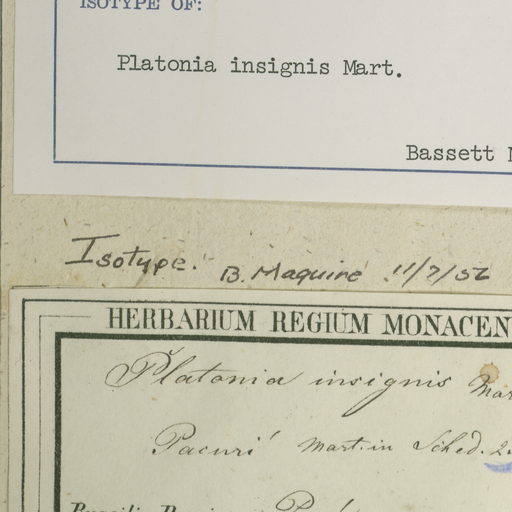 ISOTYPE OF:
Platonia insignis Mart.
Bassett
Isotype. B. Maguire 11/7/52
HERBARIUM REGIUM MONACEN
Platonia insignis Mar
Pacuri Mart. in Sched.